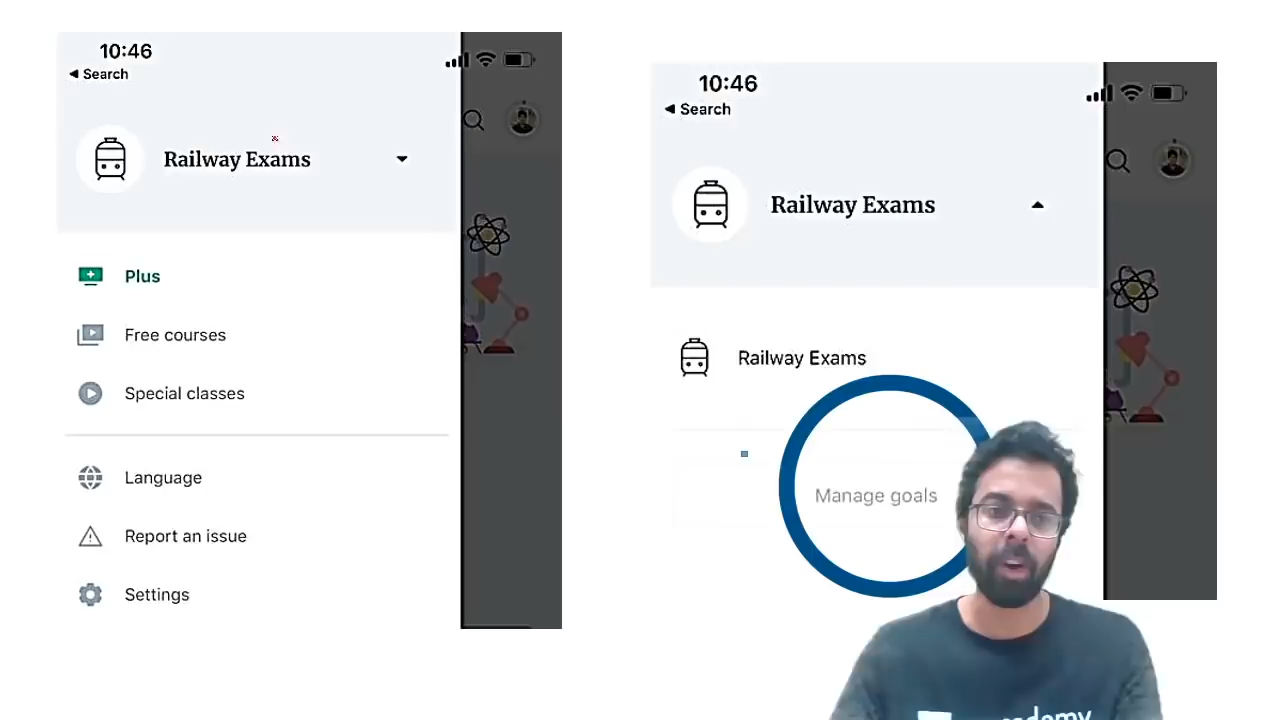 10:46
Search
Railway Exams
Plus
Free courses
Special classes
Language
Report an issue
Settings
10:46
Search
Railway Exams
Railway Exams
Manage goals